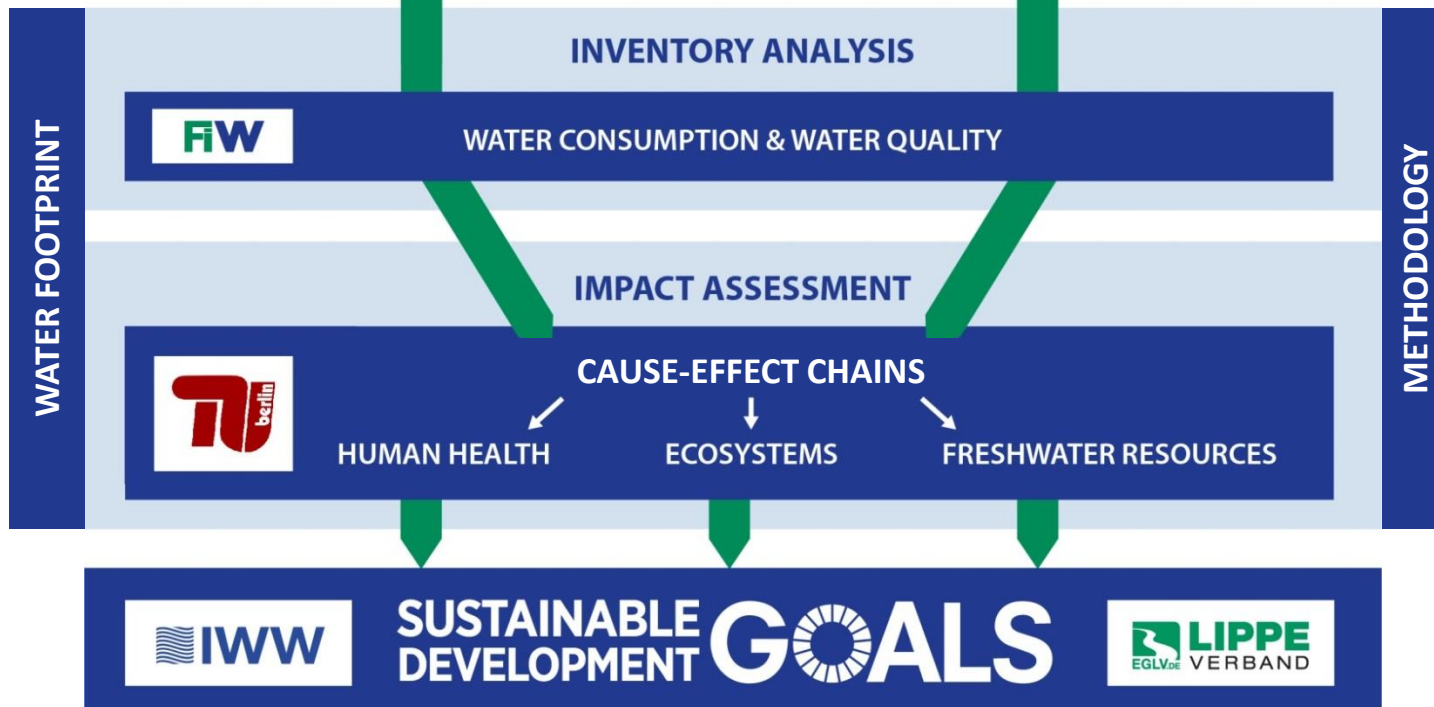 INVENTORY ANALYSIS
FiW
WATER CONSUMPTION & WATER QUALITY
WATER FOOTPRINT
METHODOLOGY
IMPACT ASSESSMENT
TU berlin
CAUSE-EFFECT CHAINS
HUMAN HEALTH
ECOSYSTEMS
FRESHWATER RESOURCES
IWW
SUSTAINABLE
DEVELOPMENT
GOALS
EGLV.DE
LIPPE
VERBAND